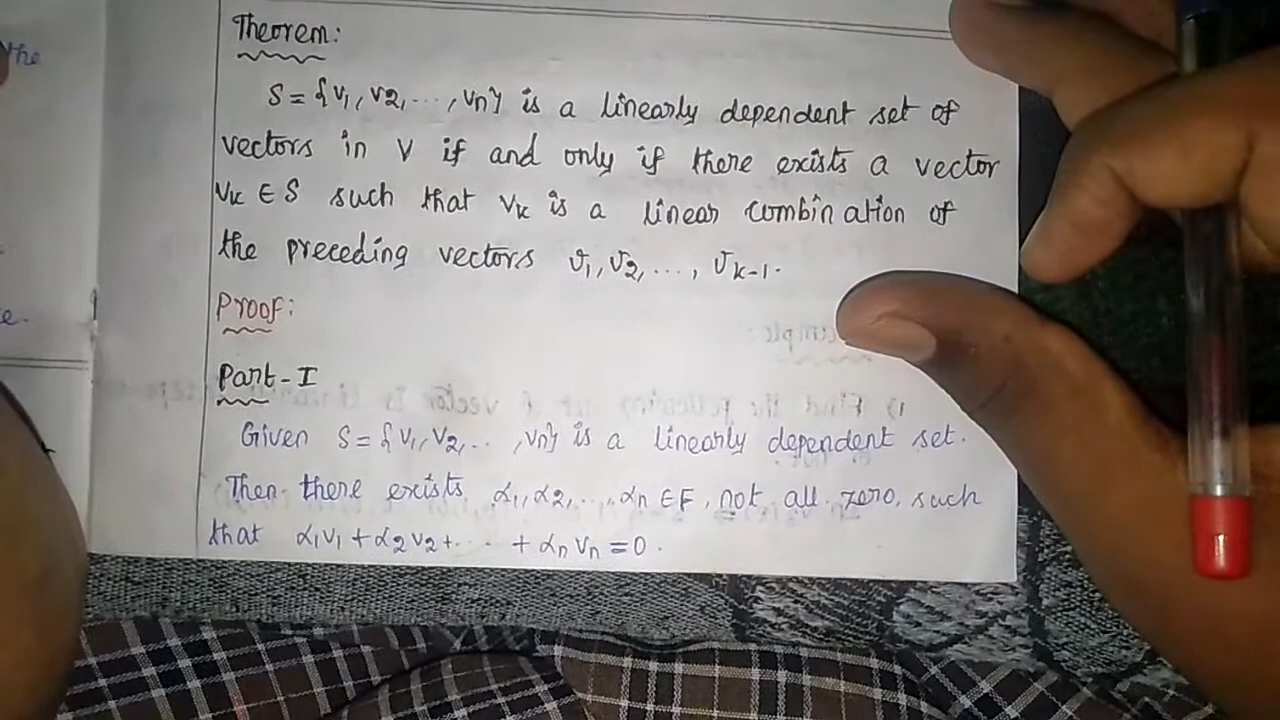 the
Theorem:
S = {v1, v2, ..., vn} is a linearly dependent set of
vectors in V if and only if there exists a vector
vk ∈ S such that vk is a linear combination of
the preceding vectors v1, v2, ..., vk-1.
e.
Proof:
Part-I
Given S = {v1, v2, .. , vn} is a linearly dependent set.
Then there exists α1, α2, ..., αn ∈ F, not all zero, such
that α1v1 + α2v2 + ... + αnvn = 0.